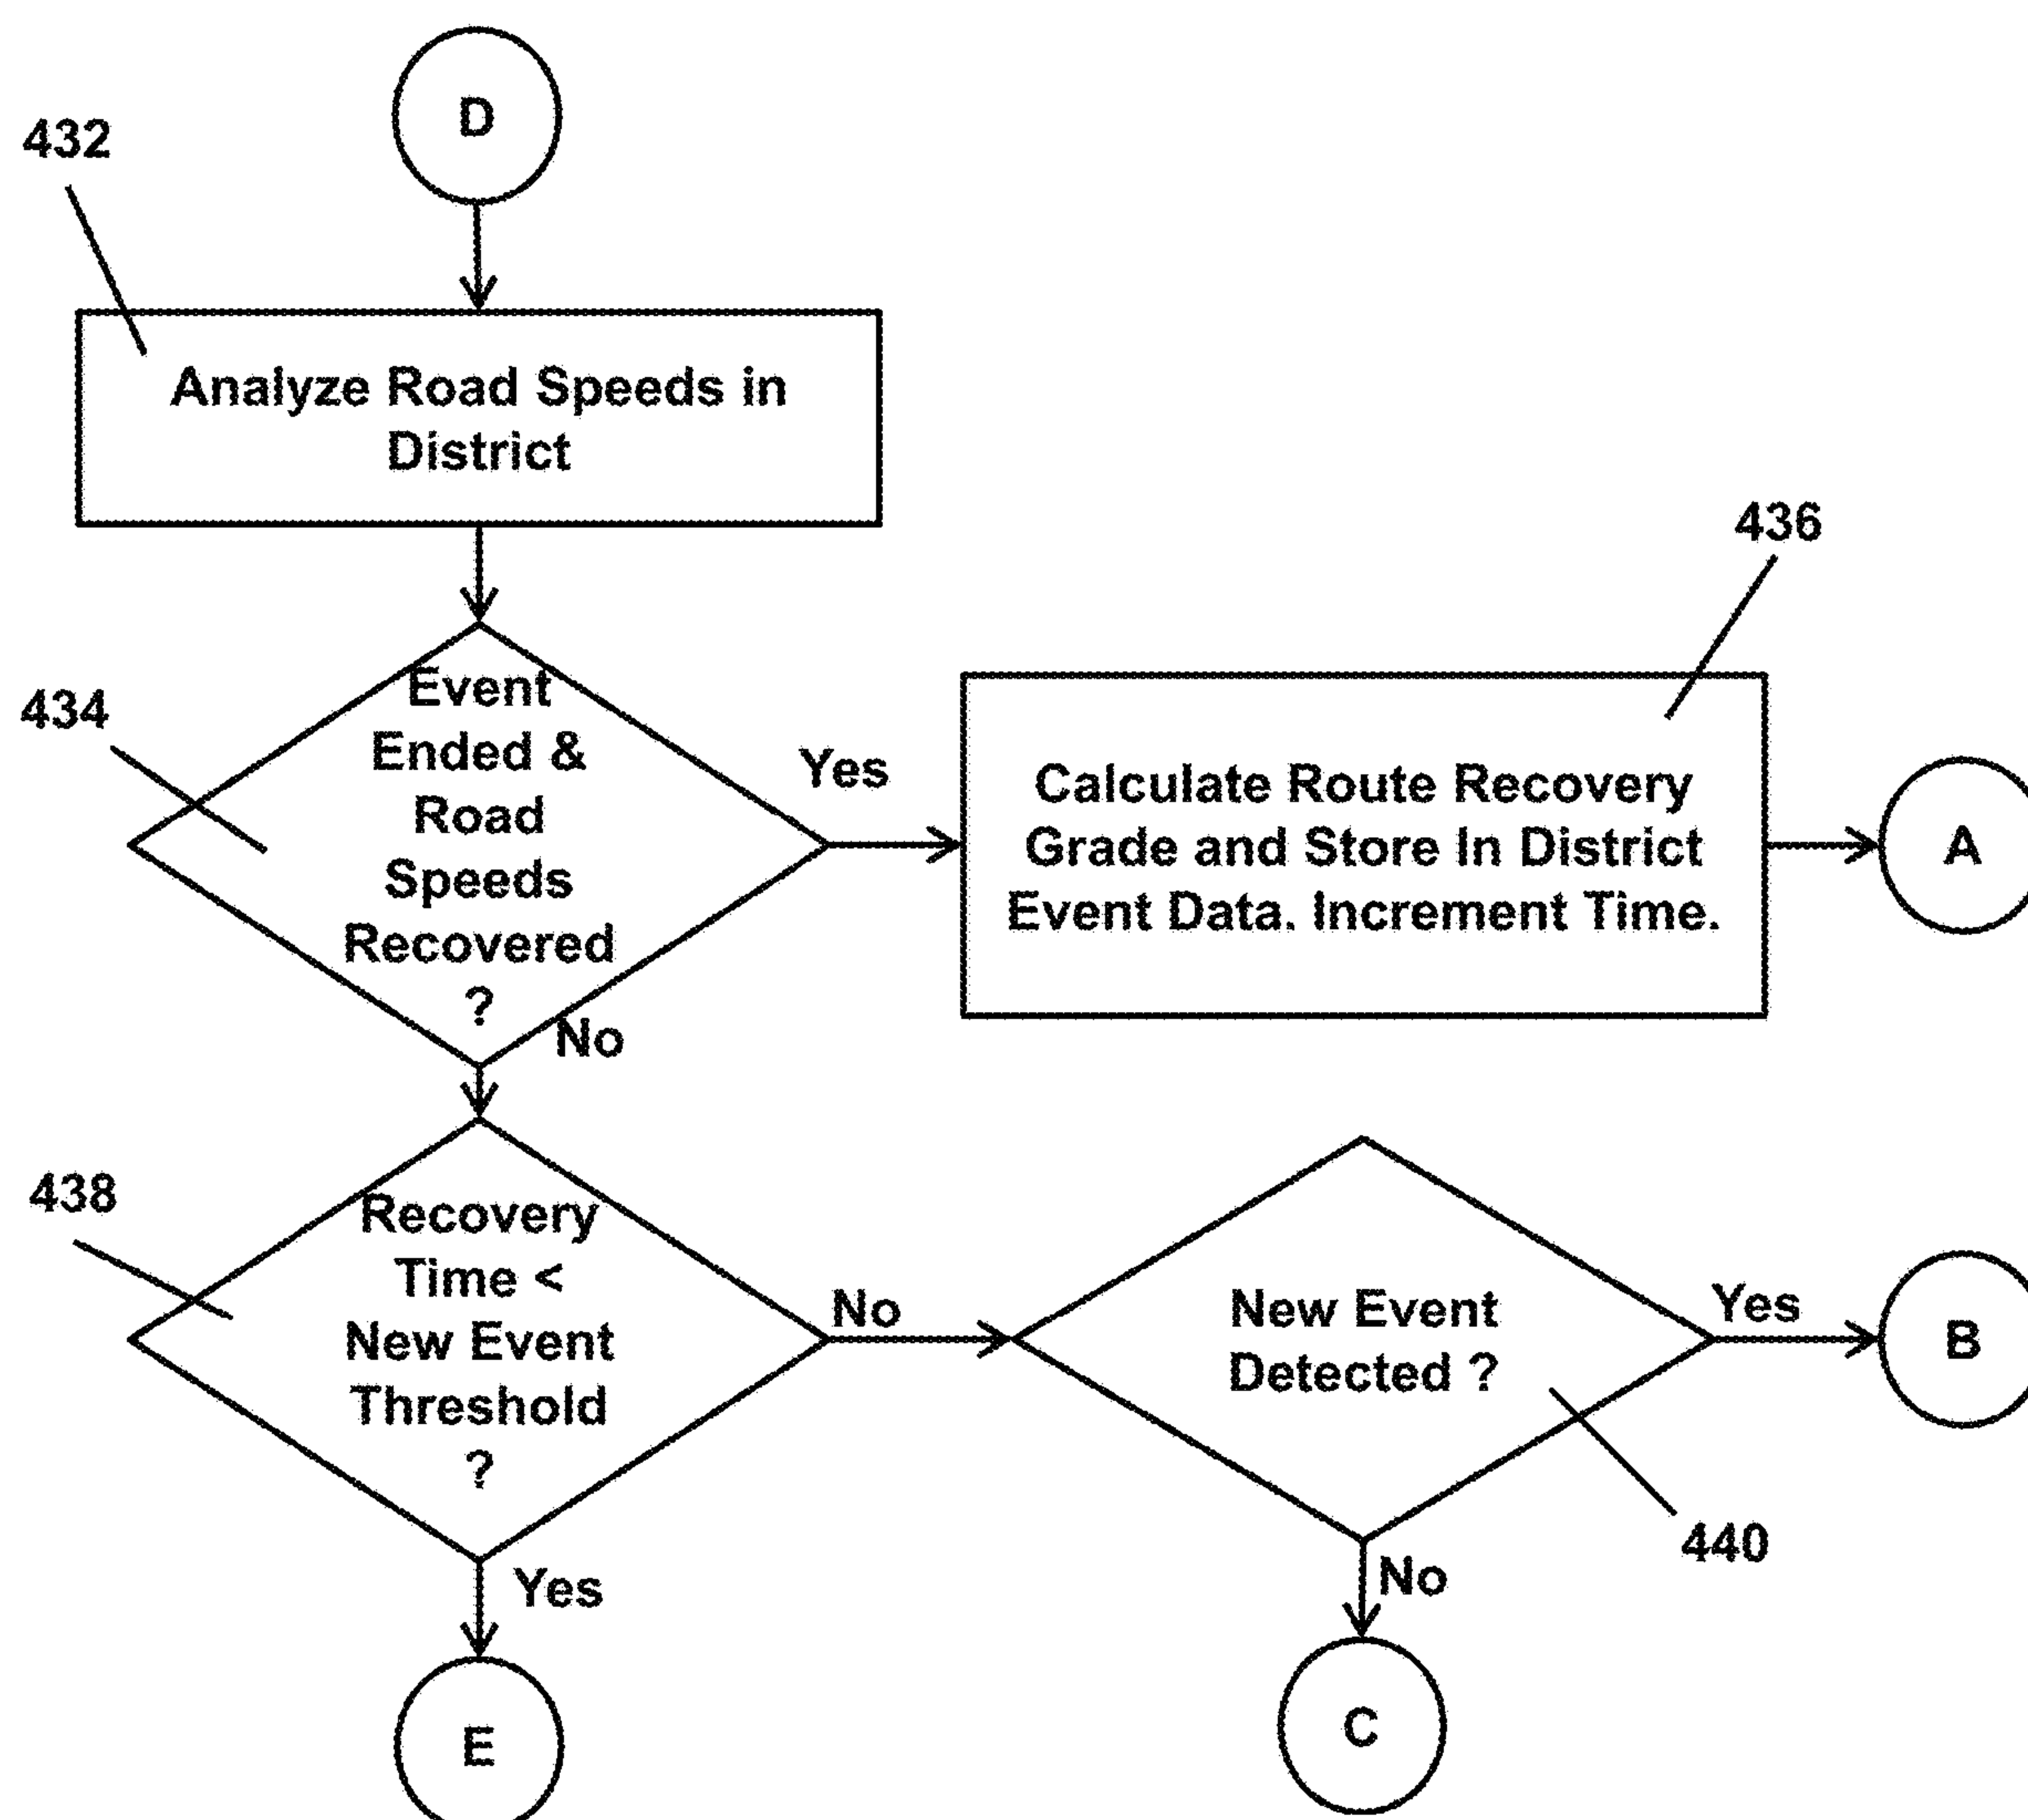 D
432
Analyze Road Speeds in
District
436
434
Event
Ended &
Road
Speeds
Recovered
?
Yes
No
Calculate Route Recovery
Grade and Store In District
Event Data. Increment Time.
A
438
Recovery
Time <
New Event
Threshold
?
No
Yes
New Event
Detected ?
Yes
B
440
No
E
C